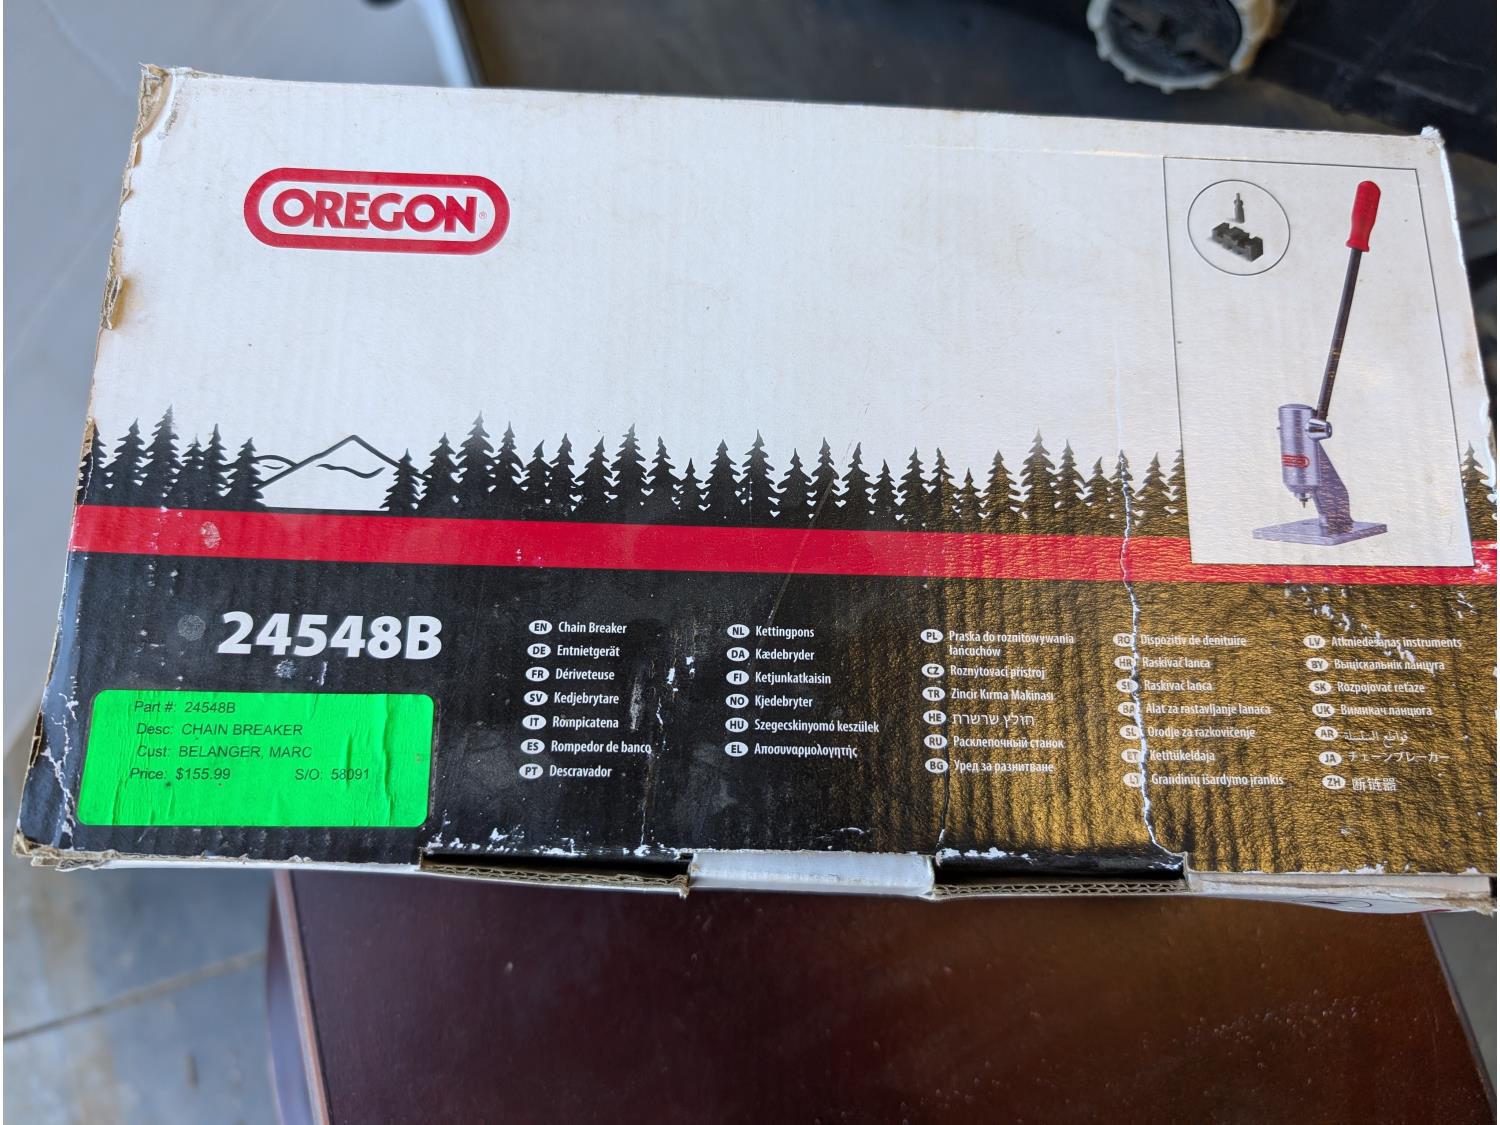 OREGON®
24548B
Part #: 24548B
Desc: CHAIN BREAKER
Cust: BELANGER, MARC
Price: $155.99 S/O: 58091
EN Chain Breaker
DE Entnietgerät
FR Dériveteuse
SV Kedjebrytare
IT Rompicatena
ES Rompedor de banco
PT Descravador
NL Kettingpons
DA Kædebryder
FI Ketjunkatkaisin
NO Kjedebryter
HU Szegecskinyomó keszülek
EL Αποσυναρμολογητής
PL Praska do roznitowywania
łańcuchów
CZ Roznýtovací přístroj
TR Zincir Kırma Makinası
HE חולץ שרשרת
RU Расклепочный станок
BG Уред за разнитване
RO Dispozitiv de denituire
HR Raskivač lanca
SR Raskivač lanca
BA Alat za rastavljanje lanaca
SL Orodje za razkovičenje
ET Ketitükeldaja
LT Grandinių išardymo įrankis
LV Atkniedēšanas instruments
BY Выціскальнік ланцуга
SK Rozpojovač reťaze
UK Вимикач ланцюга
AR قواطع السلسلة
JA チェーンブレーカー
ZH 断链器
OREGON